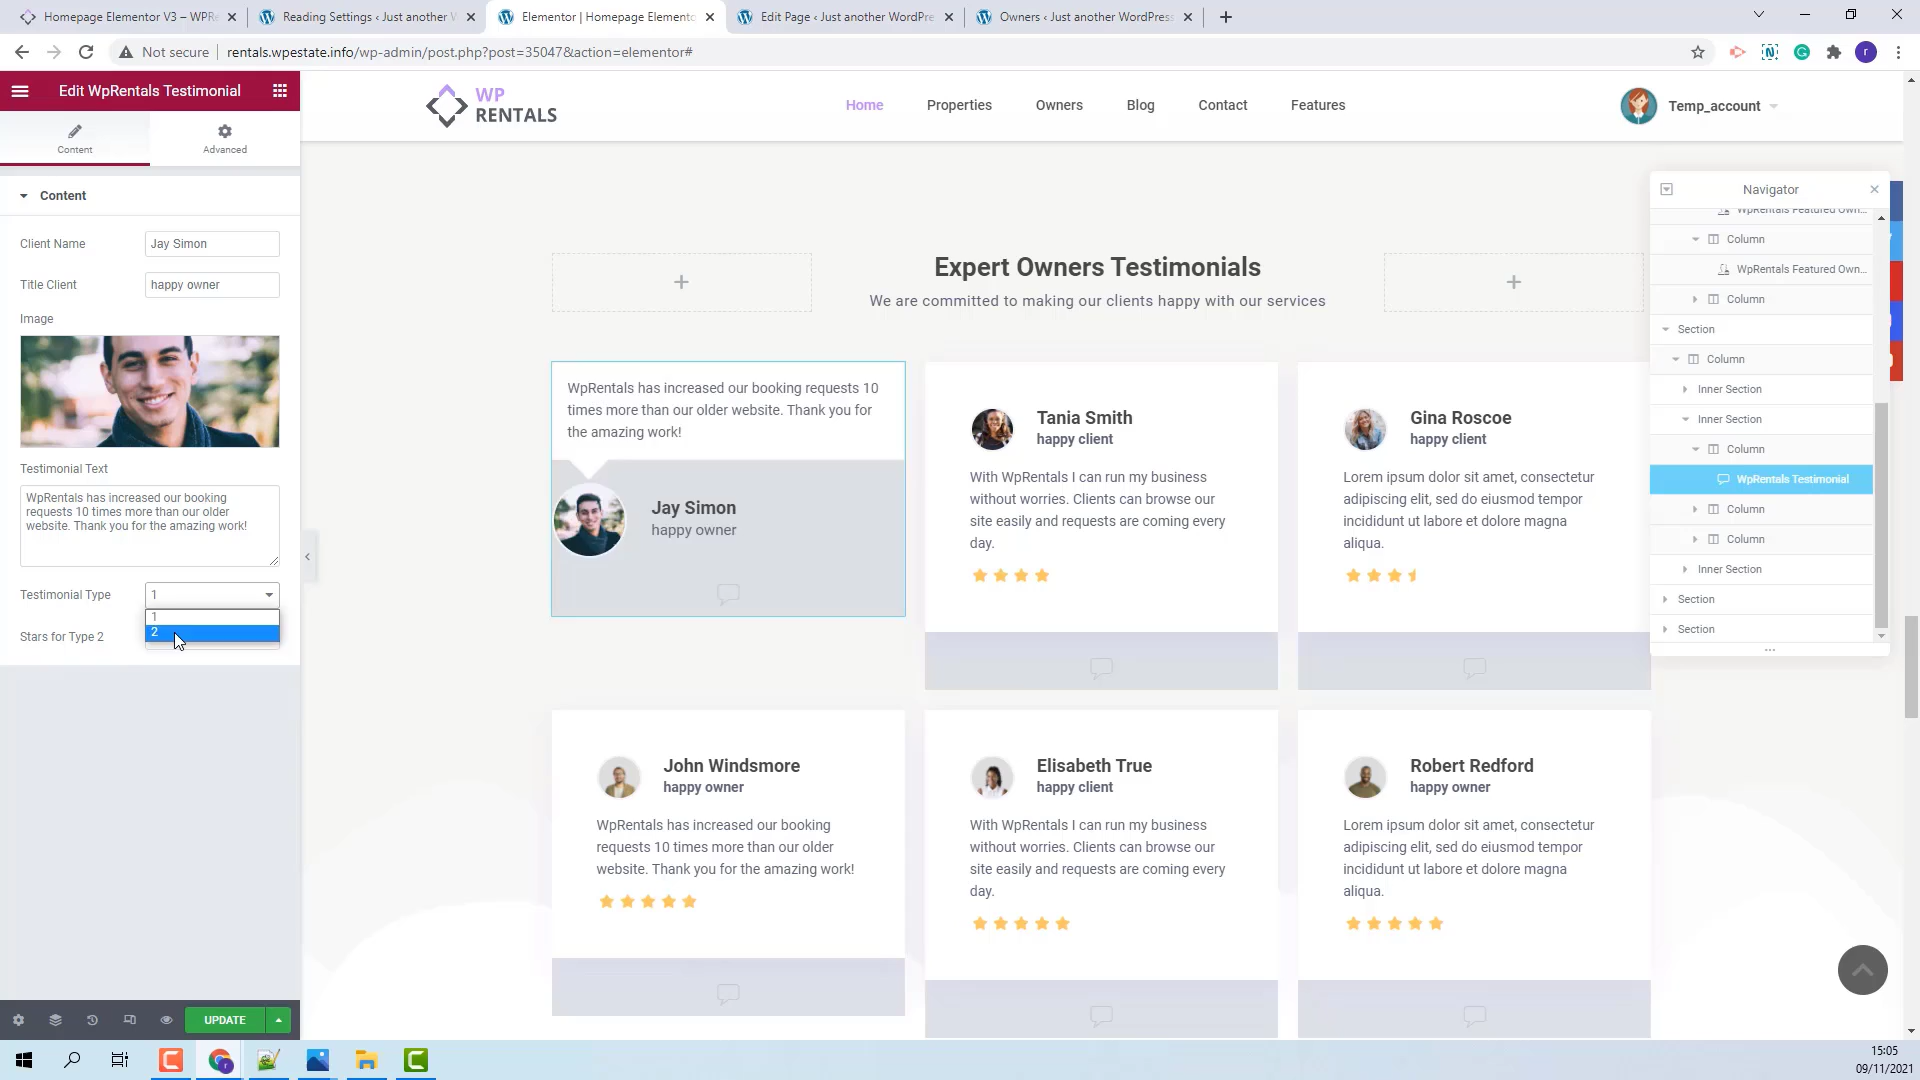 Homepage Elementor V3 – WPRe
Reading Settings ‹ Just another W
Elementor | Homepage Elemento
Edit Page ‹ Just another WordPre
Owners ‹ Just another WordPress
Not secure
rentals.wpestate.info/wp-admin/post.php?post=35047&action=elementor#
Edit WpRentals Testimonial
Content
Advanced
Content
Client Name
Jay Simon
Title Client
happy owner
Image
Testimonial Text
WpRentals has increased our booking
requests 10 times more than our older
website. Thank you for the amazing work!
Testimonial Type
1
1
2
Stars for Type 2
UPDATE
WP
RENTALS
Home
Properties
Owners
Blog
Contact
Features
Temp_account
Expert Owners Testimonials
We are committed to making our clients happy with our services
WpRentals has increased our booking requests 10
times more than our older website. Thank you for
the amazing work!
Jay Simon
happy owner
Tania Smith
happy client
With WpRentals I can run my business
without worries. Clients can browse our
site easily and requests are coming every
day.
Gina Roscoe
happy client
Lorem ipsum dolor sit amet, consectetur
adipiscing elit, sed do eiusmod tempor
incididunt ut labore et dolore magna
aliqua.
John Windsmore
happy owner
WpRentals has increased our booking
requests 10 times more than our older
website. Thank you for the amazing work!
Elisabeth True
happy client
With WpRentals I can run my business
without worries. Clients can browse our
site easily and requests are coming every
day.
Robert Redford
happy owner
Lorem ipsum dolor sit amet, consectetur
adipiscing elit, sed do eiusmod tempor
incididunt ut labore et dolore magna
aliqua.
Navigator
WpRentals Featured Own...
Column
WpRentals Featured Own...
Column
Section
Column
Inner Section
Inner Section
Column
WpRentals Testimonial
Column
Column
Inner Section
Section
Section
15:05
09/11/2021